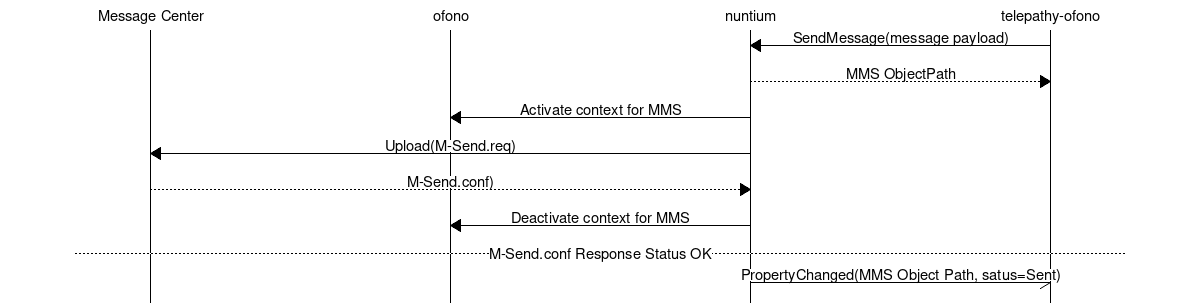 Message Center ofono nuntium telepathy-ofono
SendMessage(message payload)
MMS ObjectPath
Activate context for MMS
Upload(M-Send.req)
M-Send.conf)
Deactivate context for MMS
M-Send.conf Response Status OK
PropertyChanged(MMS Object Path, satus=Sent)